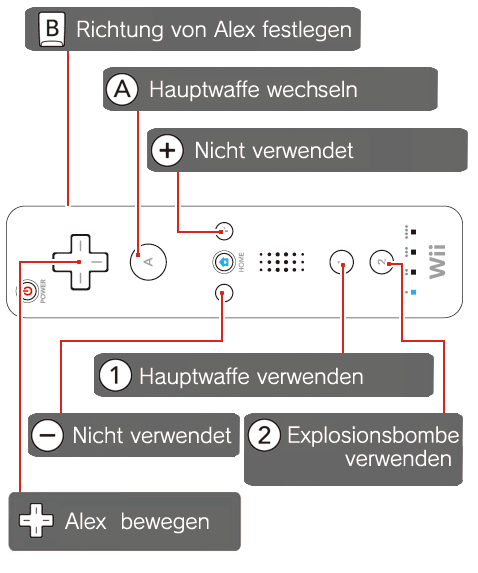 B Richtung von Alex festlegen
A Hauptwaffe wechseln
+ Nicht verwendet
A
HOME
POWER
1
2
Wii
1 Hauptwaffe verwenden
− Nicht verwendet
2 Explosionsbombe
verwenden
Alex bewegen